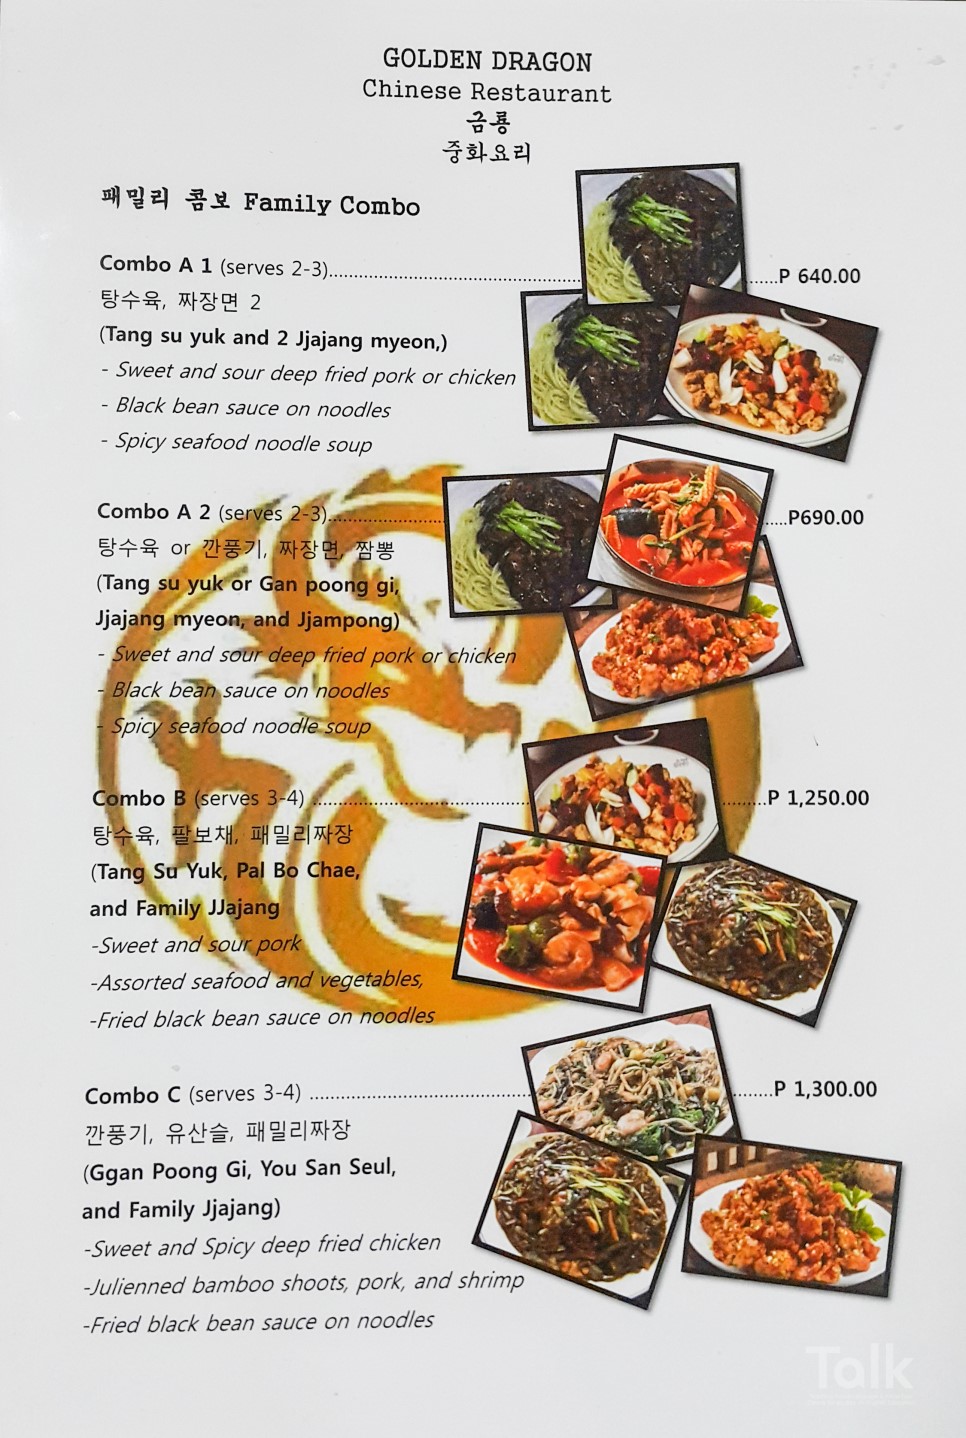 GOLDEN DRAGON
Chinese Restaurant
금룡
중화요리
패밀리 콤보 Family Combo
Combo A 1 (serves 2-3)..........P 640.00
탕수육, 짜장면 2
(Tang su yuk and 2 Jjajang myeon,)
- Sweet and sour deep fried pork or chicken
- Black bean sauce on noodles
- Spicy seafood noodle soup
Combo A 2 (serves 2-3)..........P690.00
탕수육 or 깐풍기, 짜장면, 짬뽕
(Tang su yuk or Gan poong gi,
Jjajang myeon, and Jjampong)
- Sweet and sour deep fried pork or chicken
- Black bean sauce on noodles
- Spicy seafood noodle soup
Combo B (serves 3-4) ..........P 1,250.00
탕수육, 팔보채, 패밀리짜장
(Tang Su Yuk, Pal Bo Chae,
and Family JJajang
-Sweet and sour pork
-Assorted seafood and vegetables,
-Fried black bean sauce on noodles
Combo C (serves 3-4) ..........P 1,300.00
깐풍기, 유산슬, 패밀리짜장
(Ggan Poong Gi, You San Seul,
and Family Jjajang)
-Sweet and Spicy deep fried chicken
-Julienned bamboo shoots, pork, and shrimp
-Fried black bean sauce on noodles
Talk